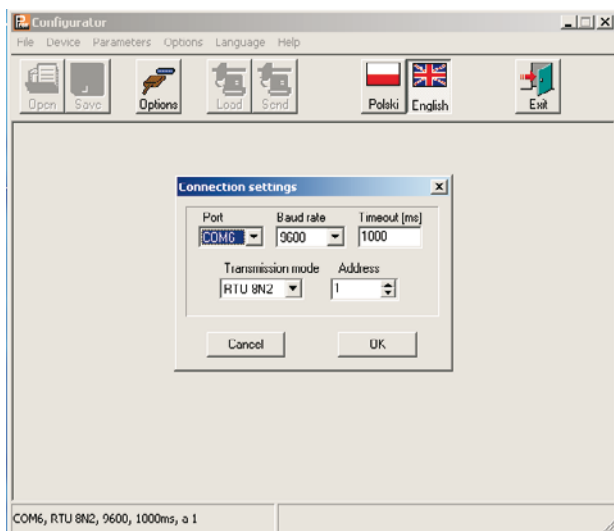 Configurator
File Device Parameters Options Language Help
Open Save Options Load Send Polski English Exit
Connection settings
Port Baud rate Timeout [ms]
COM6 9600 1000
Transmission mode Address
RTU 8N2 1
Cancel OK
COM6, RTU 8N2, 9600, 1000ms, a 1